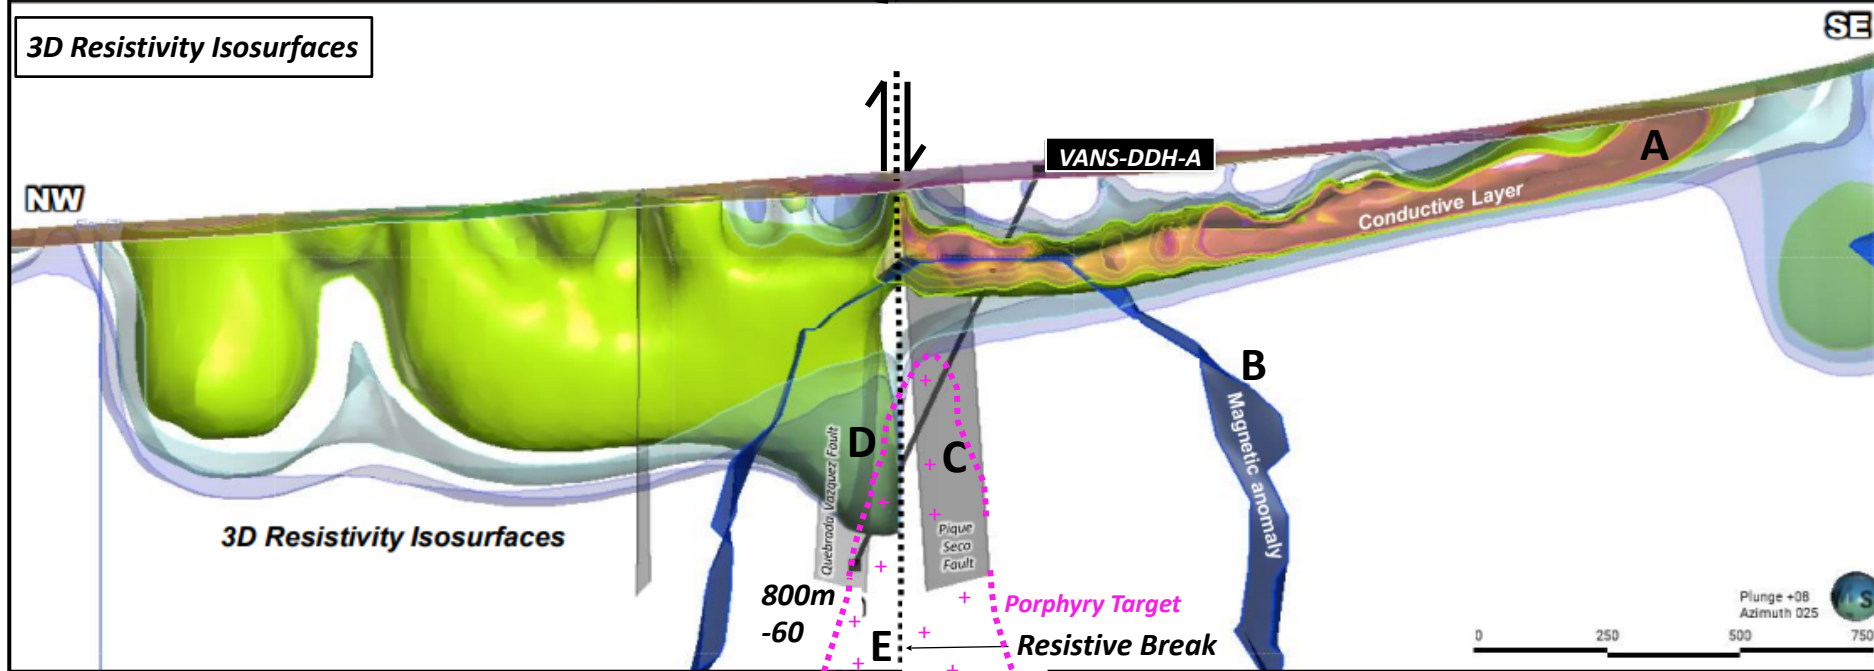 3D Resistivity Isosurfaces
SE
VANS-DDH-A
A
NW
Conductive Layer
B
Magnetic anomaly
D
C
Quebrada Vazquez Fault
Pique
Seca
Fault
3D Resistivity Isosurfaces
800m
-60
E
Porphyry Target
Resistive Break
Plunge +08
Azimuth 025
0
250
500
750